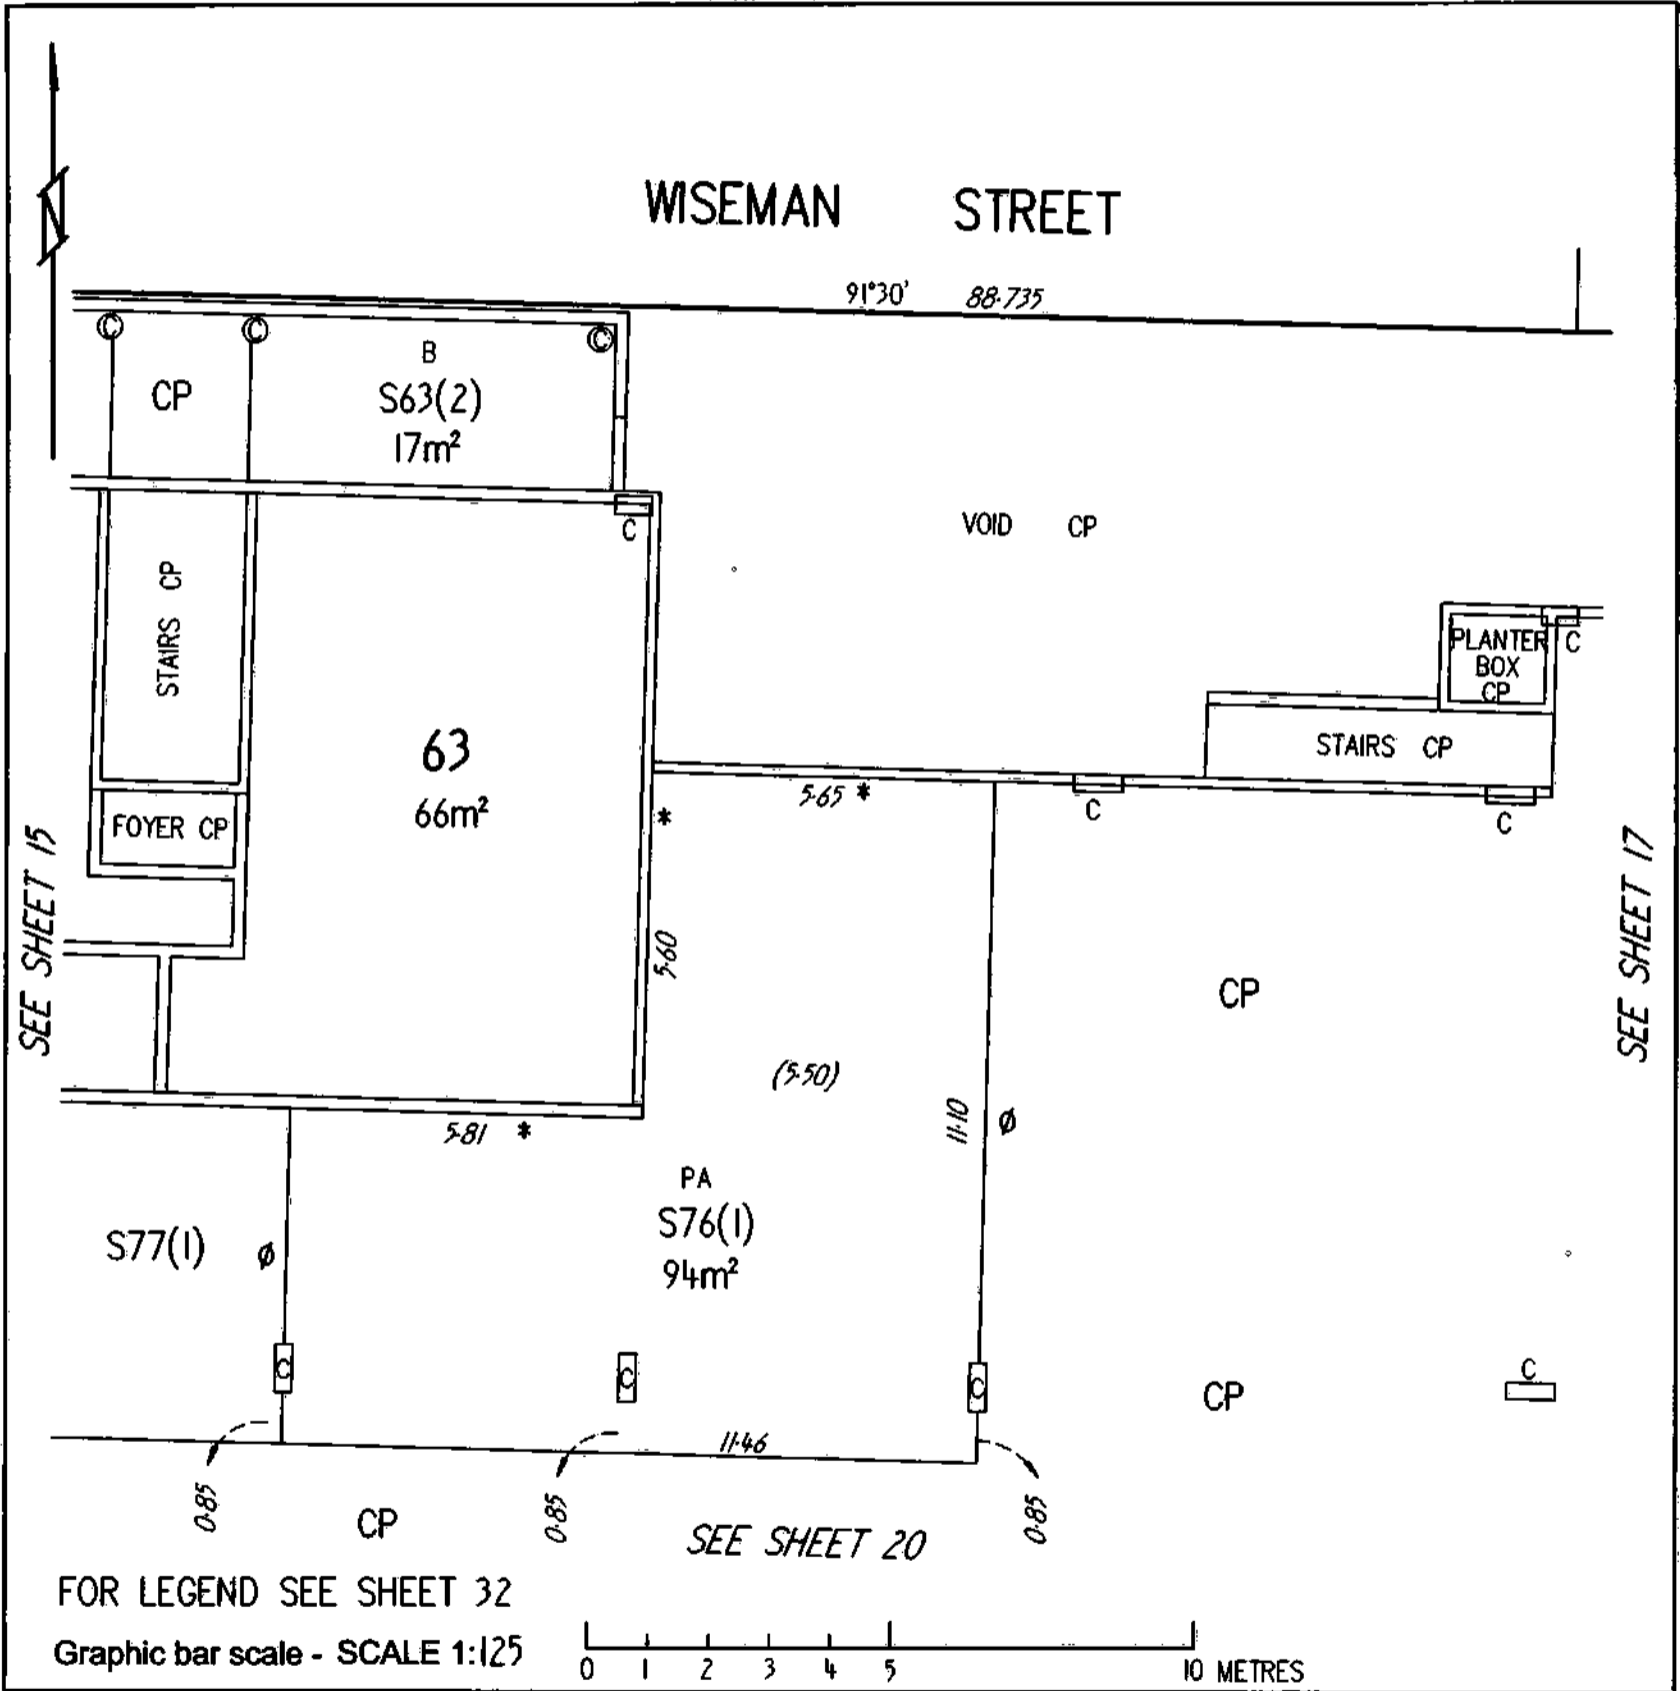 N
WISEMAN STREET
91°30' 88·735
C
C
C
B
S63(2)
17m²
CP
C
VOID CP
STAIRS CP
PLANTER
BOX
CP
C
STAIRS CP
63
66m²
5·65 *
*
C
C
FOYER CP
SEE SHEET 15
SEE SHEET 17
5·60
CP
(5·50)
11·10
Ø
5·81 *
PA
S76(1)
94m²
S77(1)
Ø
C
C
C
C
CP
11·46
0·85
0·85
0·85
CP
SEE SHEET 20
FOR LEGEND SEE SHEET 32
Graphic bar scale - SCALE 1:125
0 1 2 3 4 5 10 METRES